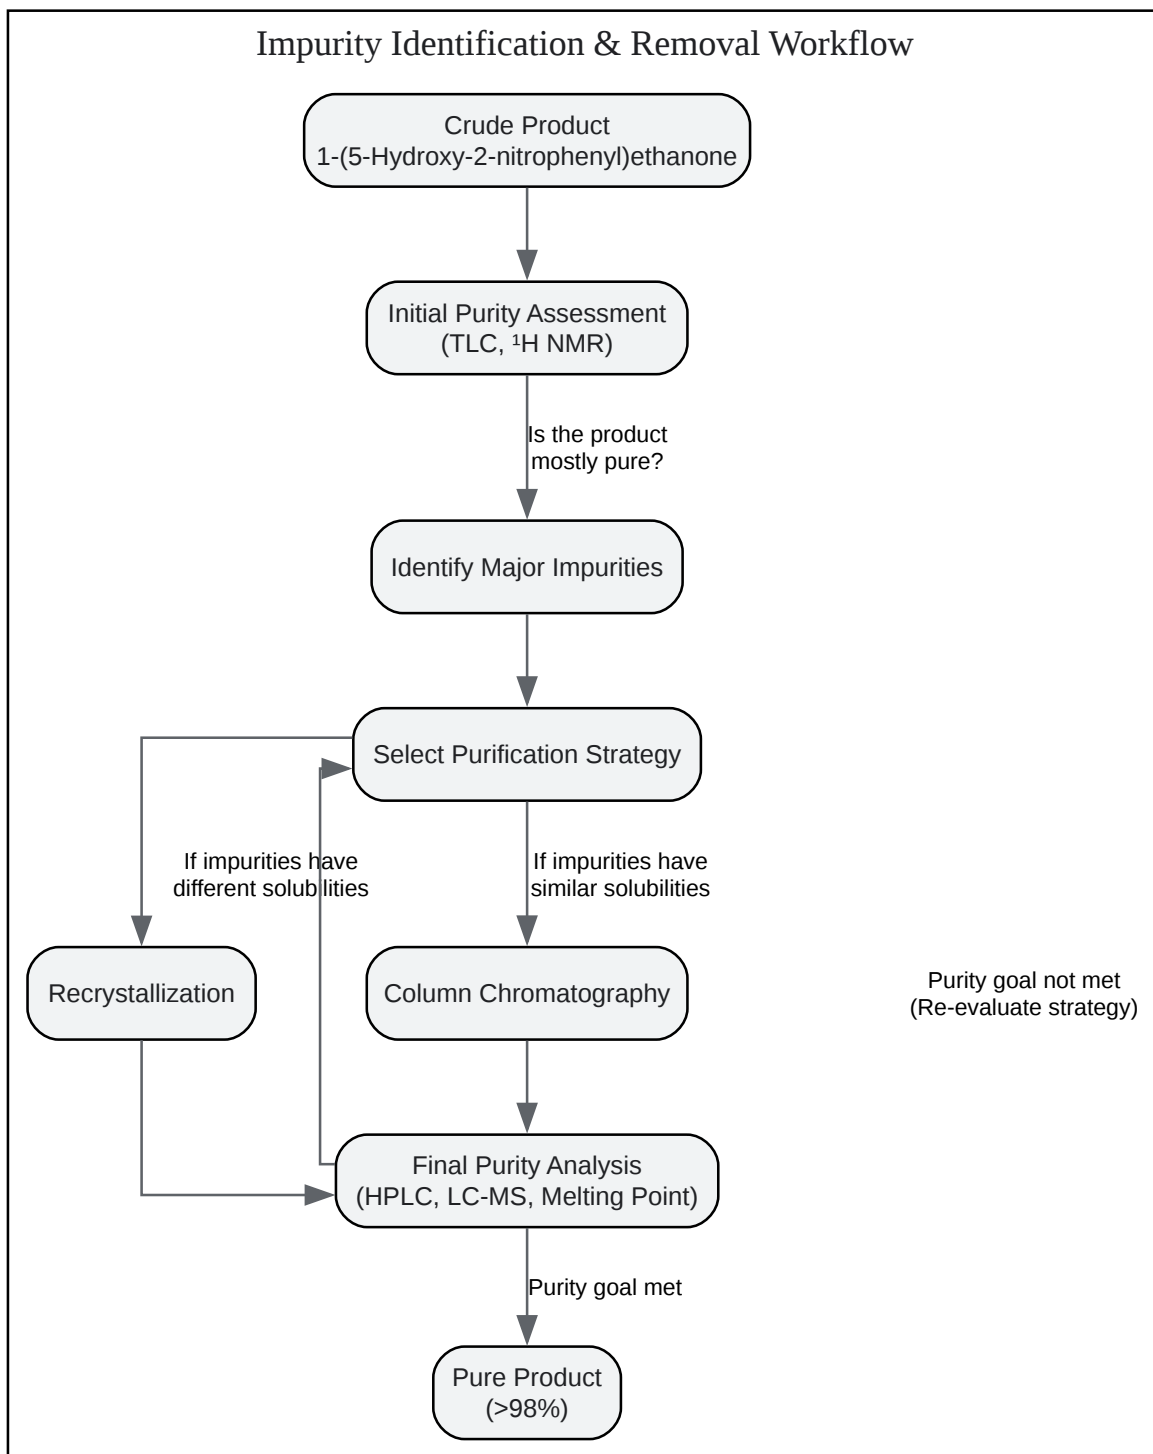 Impurity Identification & Removal Workflow
Crude Product
1-(5-Hydroxy-2-nitrophenyl)ethanone
Initial Purity Assessment
(TLC, ¹H NMR)
Is the product
mostly pure?
Identify Major Impurities
Select Purification Strategy
If impurities have
different solubilities
If impurities have
similar solubilities
Recrystallization
Column Chromatography
Purity goal not met
(Re-evaluate strategy)
Final Purity Analysis
(HPLC, LC-MS, Melting Point)
Purity goal met
Pure Product
(>98%)